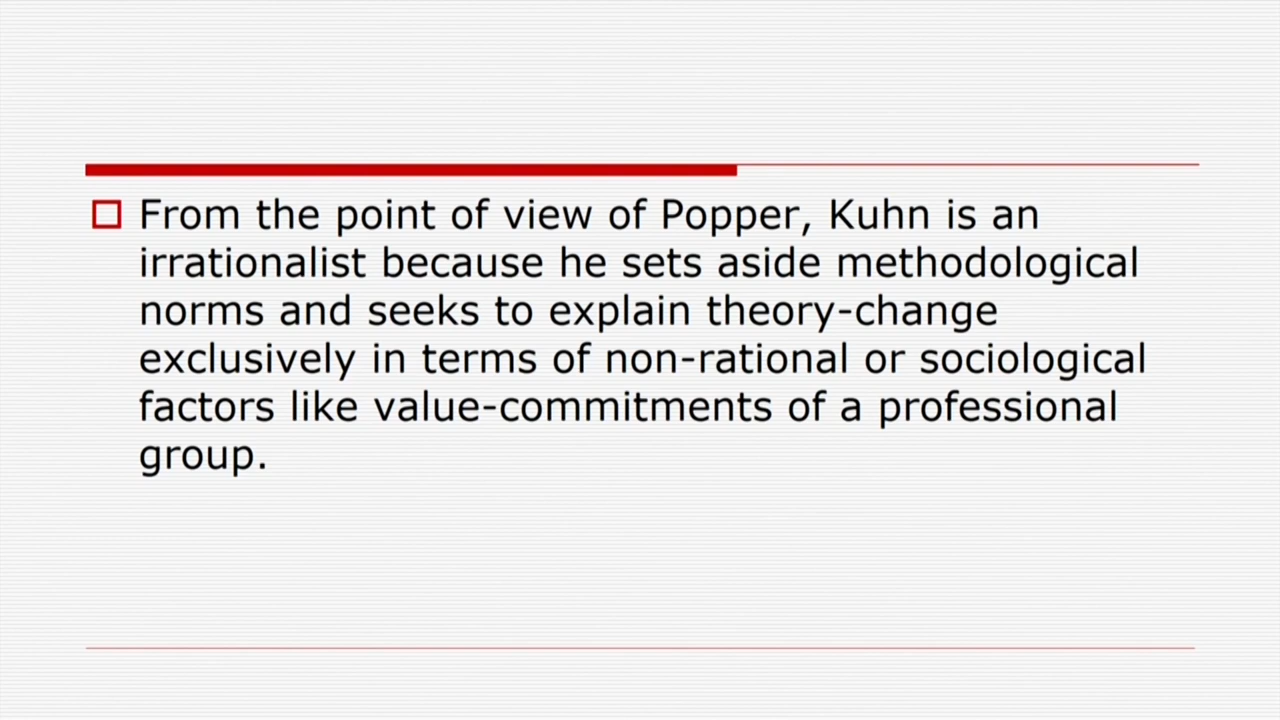 From the point of view of Popper, Kuhn is an
irrationalist because he sets aside methodological
norms and seeks to explain theory-change
exclusively in terms of non-rational or sociological
factors like value-commitments of a professional
group.